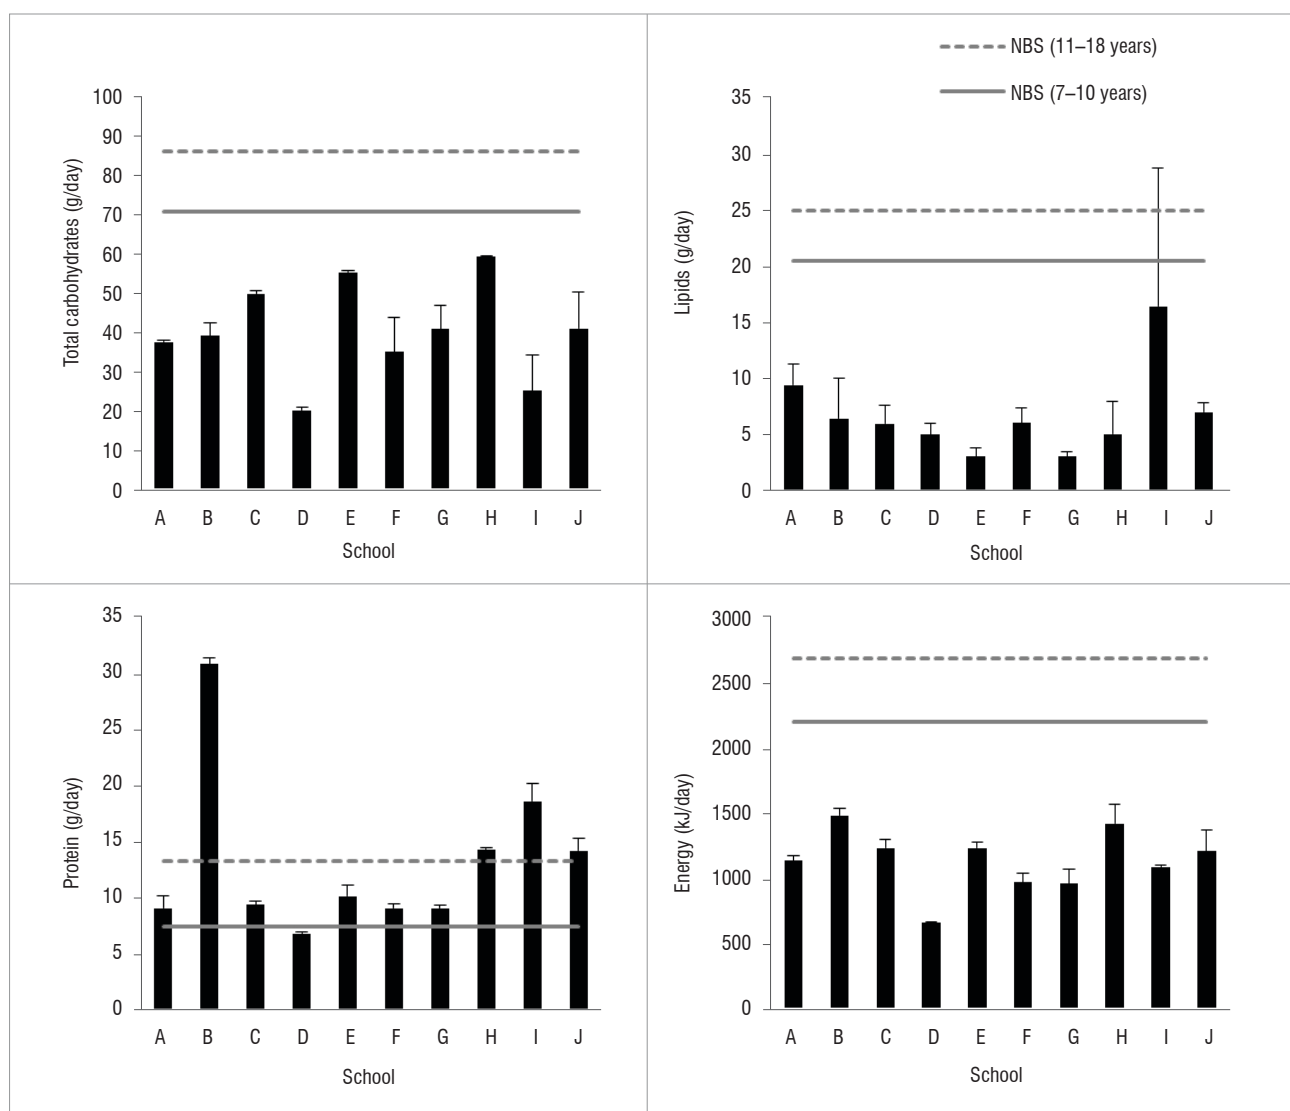 NBS (11–18 years)
NBS (7–10 years)
100
90
80
70
60
50
40
30
20
10
0
Total carbohydrates (g/day)
A B C D E F G H I J
School
35
30
25
20
15
10
5
0
Lipids (g/day)
A B C D E F G H I J
School
35
30
25
20
15
10
5
0
Protein (g/day)
A B C D E F G H I J
School
3000
2500
2000
1500
1000
500
0
Energy (kJ/day)
A B C D E F G H I J
School